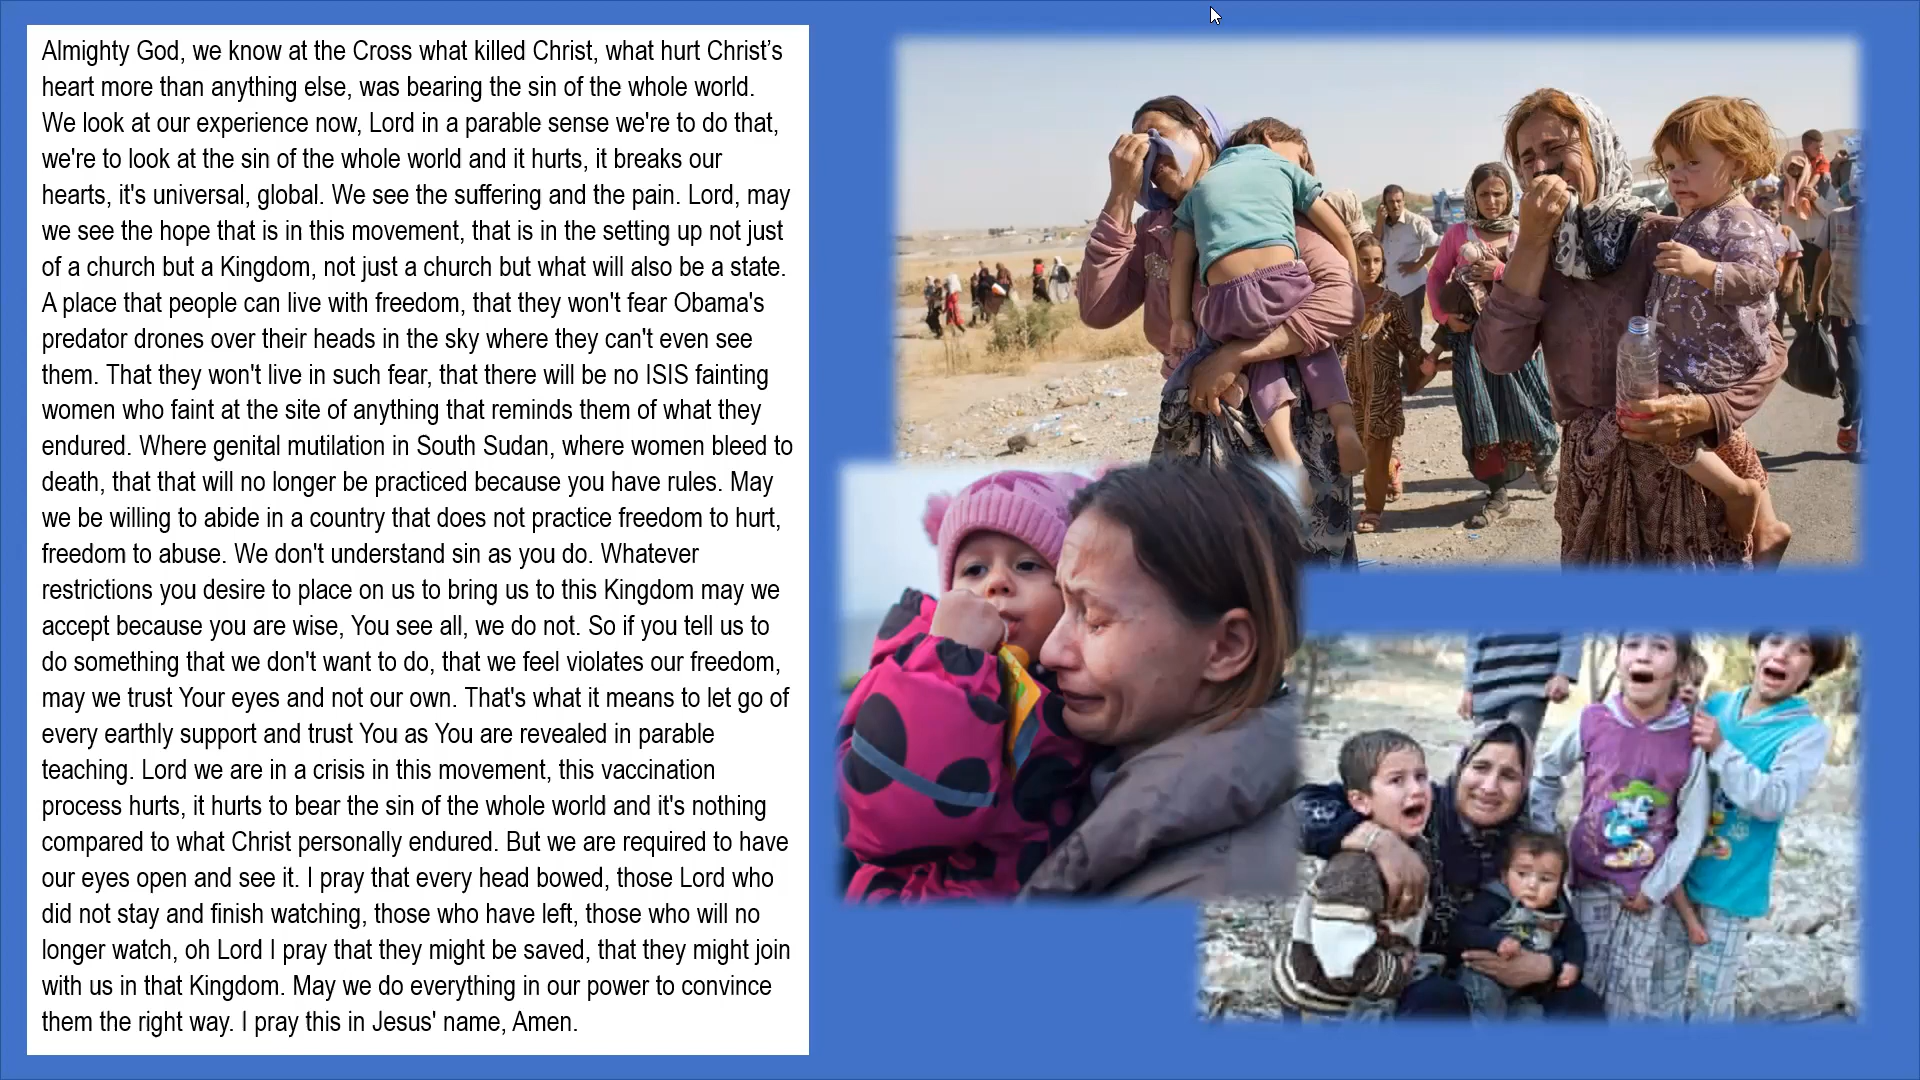 Almighty God, we know at the Cross what killed Christ, what hurt Christ’s
heart more than anything else, was bearing the sin of the whole world.
We look at our experience now, Lord in a parable sense we're to do that,
we're to look at the sin of the whole world and it hurts, it breaks our
hearts, it's universal, global. We see the suffering and the pain. Lord, may
we see the hope that is in this movement, that is in the setting up not just
of a church but a Kingdom, not just a church but what will also be a state.
A place that people can live with freedom, that they won't fear Obama's
predator drones over their heads in the sky where they can't even see
them. That they won't live in such fear, that there will be no ISIS fainting
women who faint at the site of anything that reminds them of what they
endured. Where genital mutilation in South Sudan, where women bleed to
death, that that will no longer be practiced because you have rules. May
we be willing to abide in a country that does not practice freedom to hurt,
freedom to abuse. We don't understand sin as you do. Whatever
restrictions you desire to place on us to bring us to this Kingdom may we
accept because you are wise, You see all, we do not. So if you tell us to
do something that we don't want to do, that we feel violates our freedom,
may we trust Your eyes and not our own. That's what it means to let go of
every earthly support and trust You as You are revealed in parable
teaching. Lord we are in a crisis in this movement, this vaccination
process hurts, it hurts to bear the sin of the whole world and it's nothing
compared to what Christ personally endured. But we are required to have
our eyes open and see it. I pray that every head bowed, those Lord who
did not stay and finish watching, those who have left, those who will no
longer watch, oh Lord I pray that they might be saved, that they might join
with us in that Kingdom. May we do everything in our power to convince
them the right way. I pray this in Jesus' name, Amen.